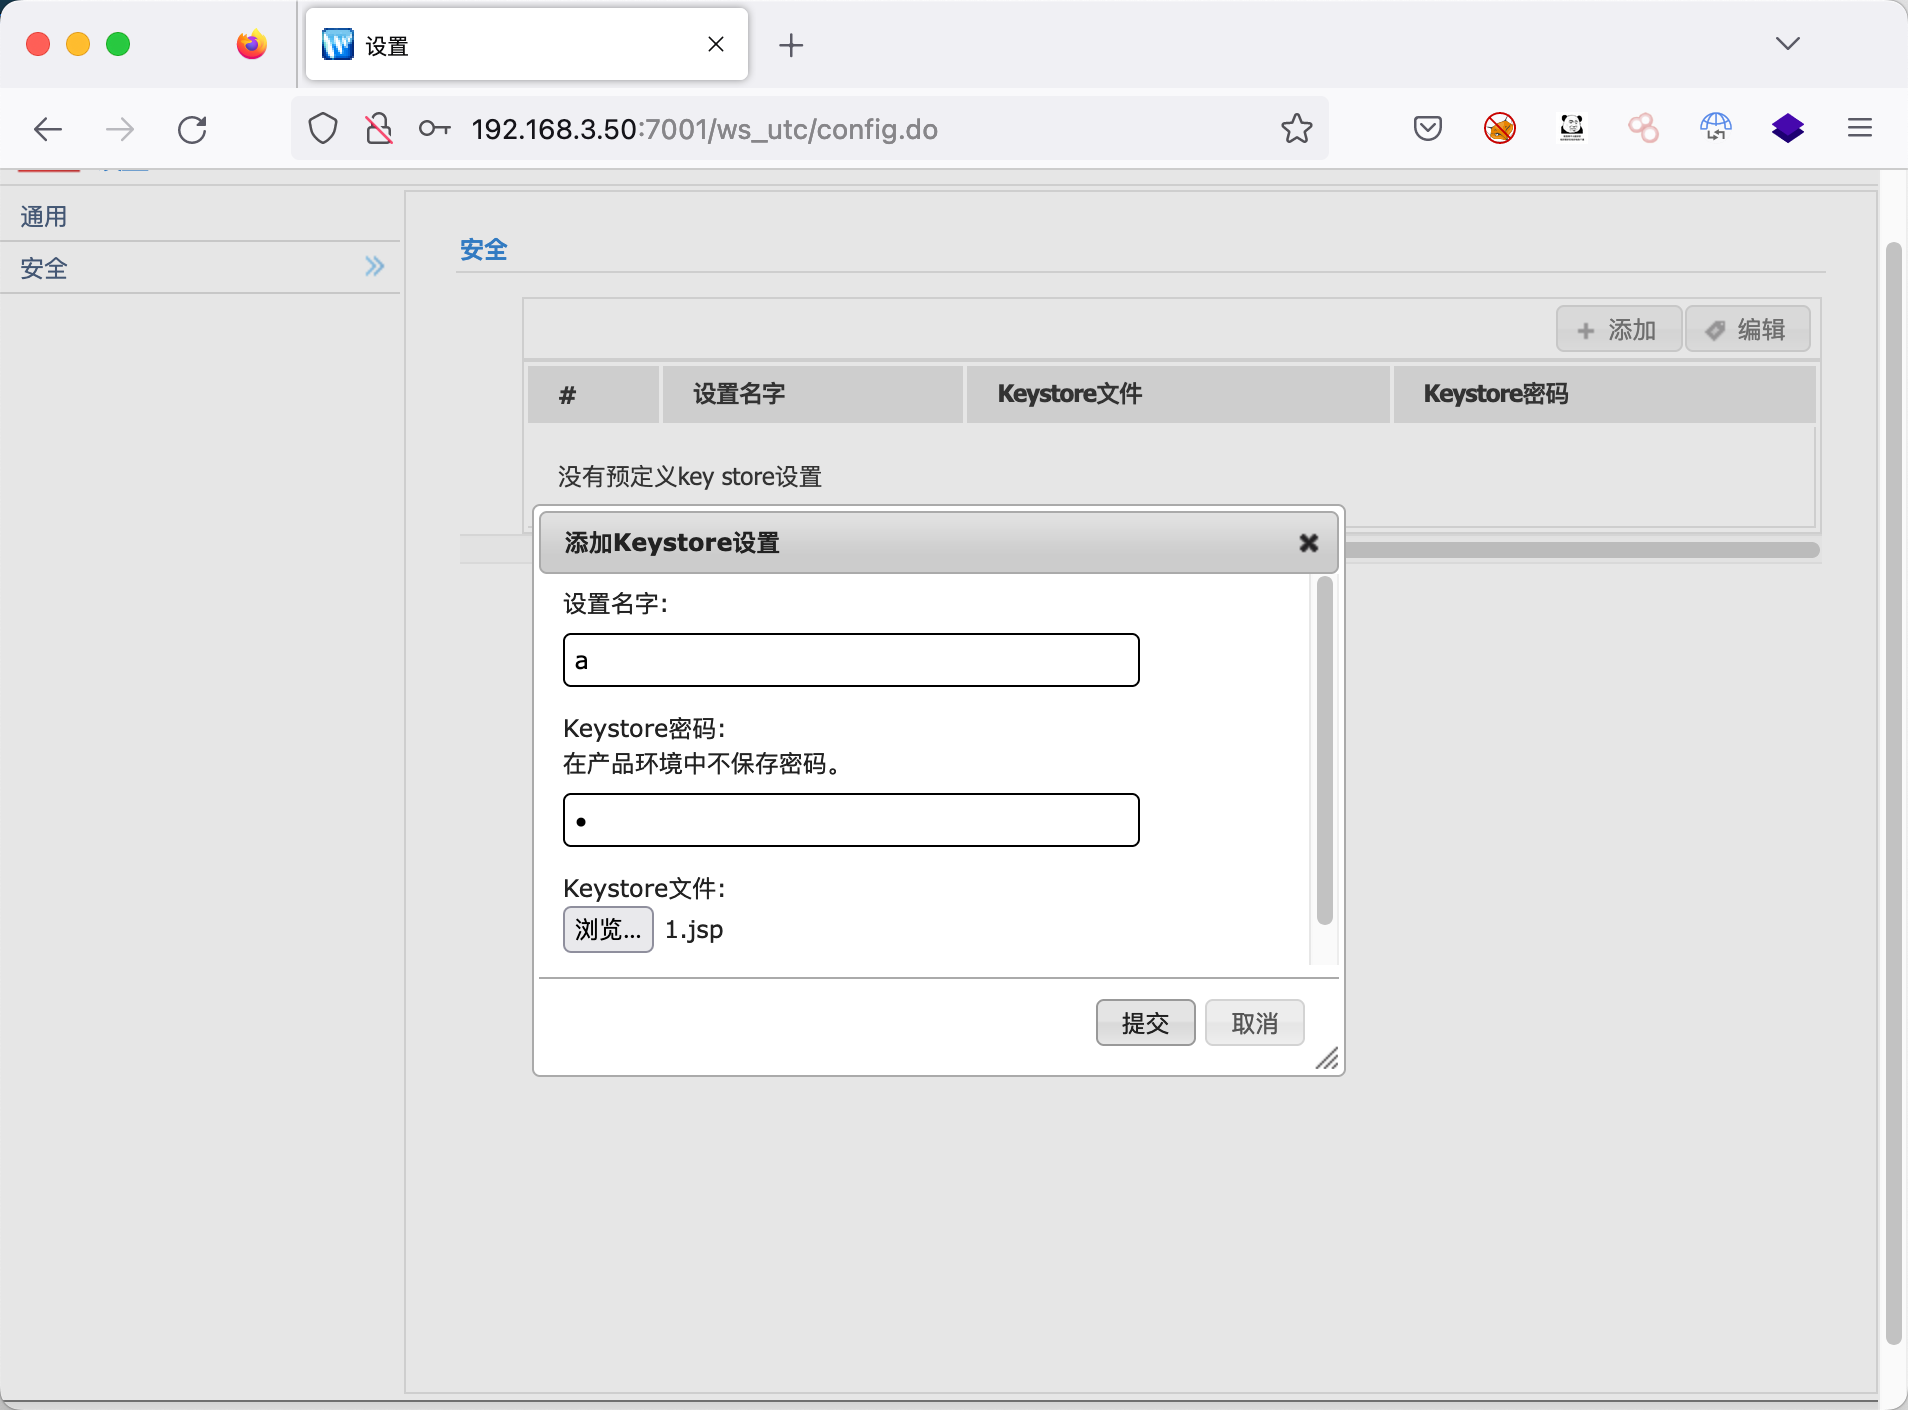 设置
192.168.3.50:7001/ws_utc/config.do
通用
安全
安全
添加
编辑
# 设置名字 Keystore文件 Keystore密码
没有预定义key store设置
添加Keystore设置
设置名字:
a
Keystore密码:
在产品环境中不保存密码。
Keystore文件:
浏览... 1.jsp
提交 取消